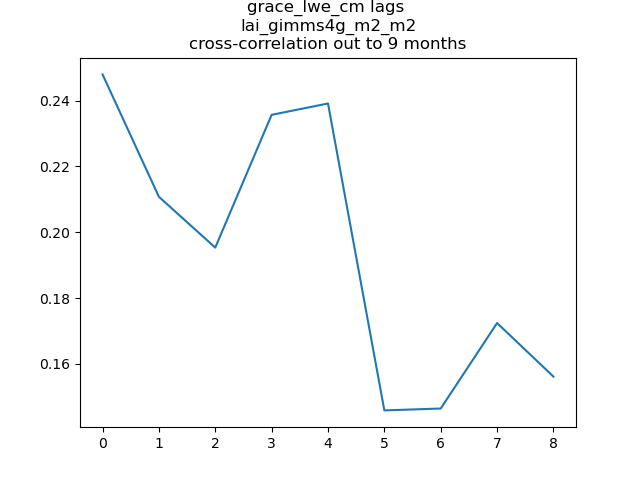 grace_lwe_cm lags
lai_gimms4g_m2_m2
cross-correlation out to 9 months
0.24
0.22
0.20
0.18
0.16
0 1 2 3 4 5 6 7 8